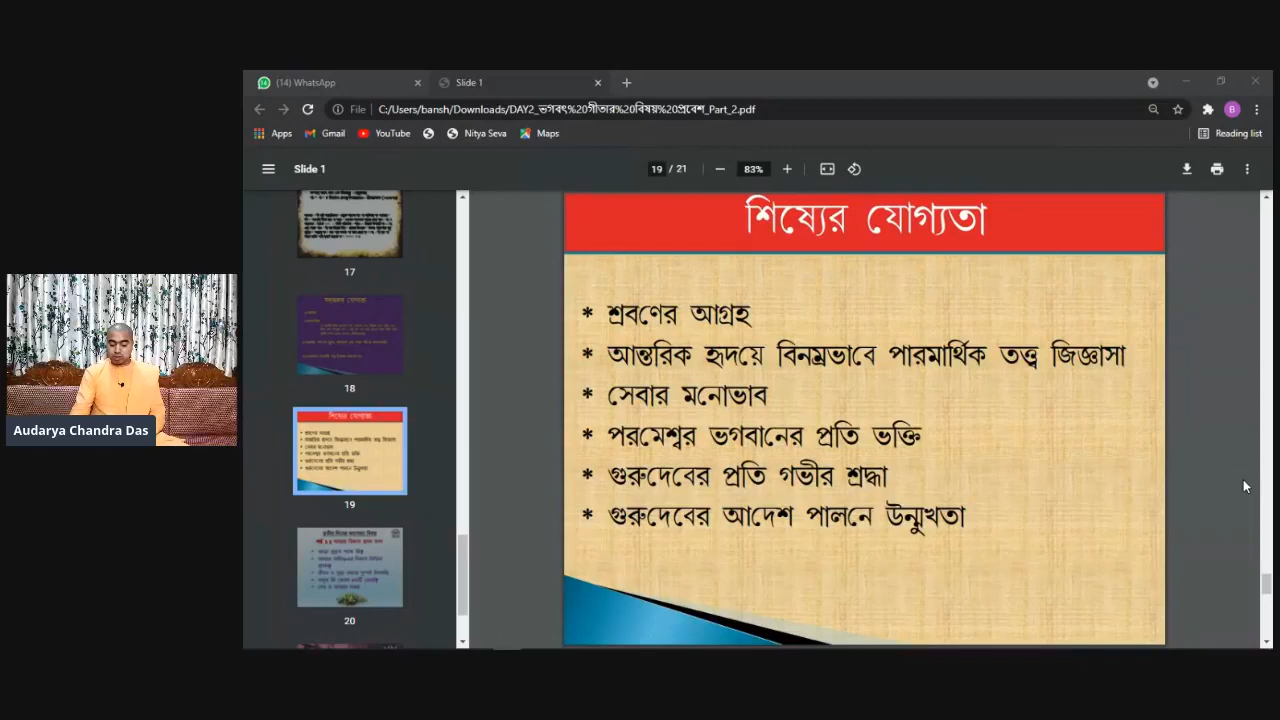 (14) WhatsApp
Slide 1
File
C:/Users/bansh/Downloads/DAY2_ভগবৎ%20গীতার%20বিষয়%20প্রবেশ_Part_2.pdf
B
Apps
Gmail
YouTube
Nitya Seva
Maps
Reading list
Slide 1
19 / 21
83%
17
18
শিষ্যের যোগ্যতা
19
20
শিষ্যের যোগ্যতা
* শ্রবণের আগ্রহ
* আন্তরিক হৃদয়ে বিনম্রভাবে পারমার্থিক তত্ত্ব জিজ্ঞাসা
* সেবার মনোভাব
* পরমেশ্বর ভগবানের প্রতি ভক্তি
* গুরুদেবের প্রতি গভীর শ্রদ্ধা
* গুরুদেবের আদেশ পালনে উন্মুখতা
Audarya Chandra Das